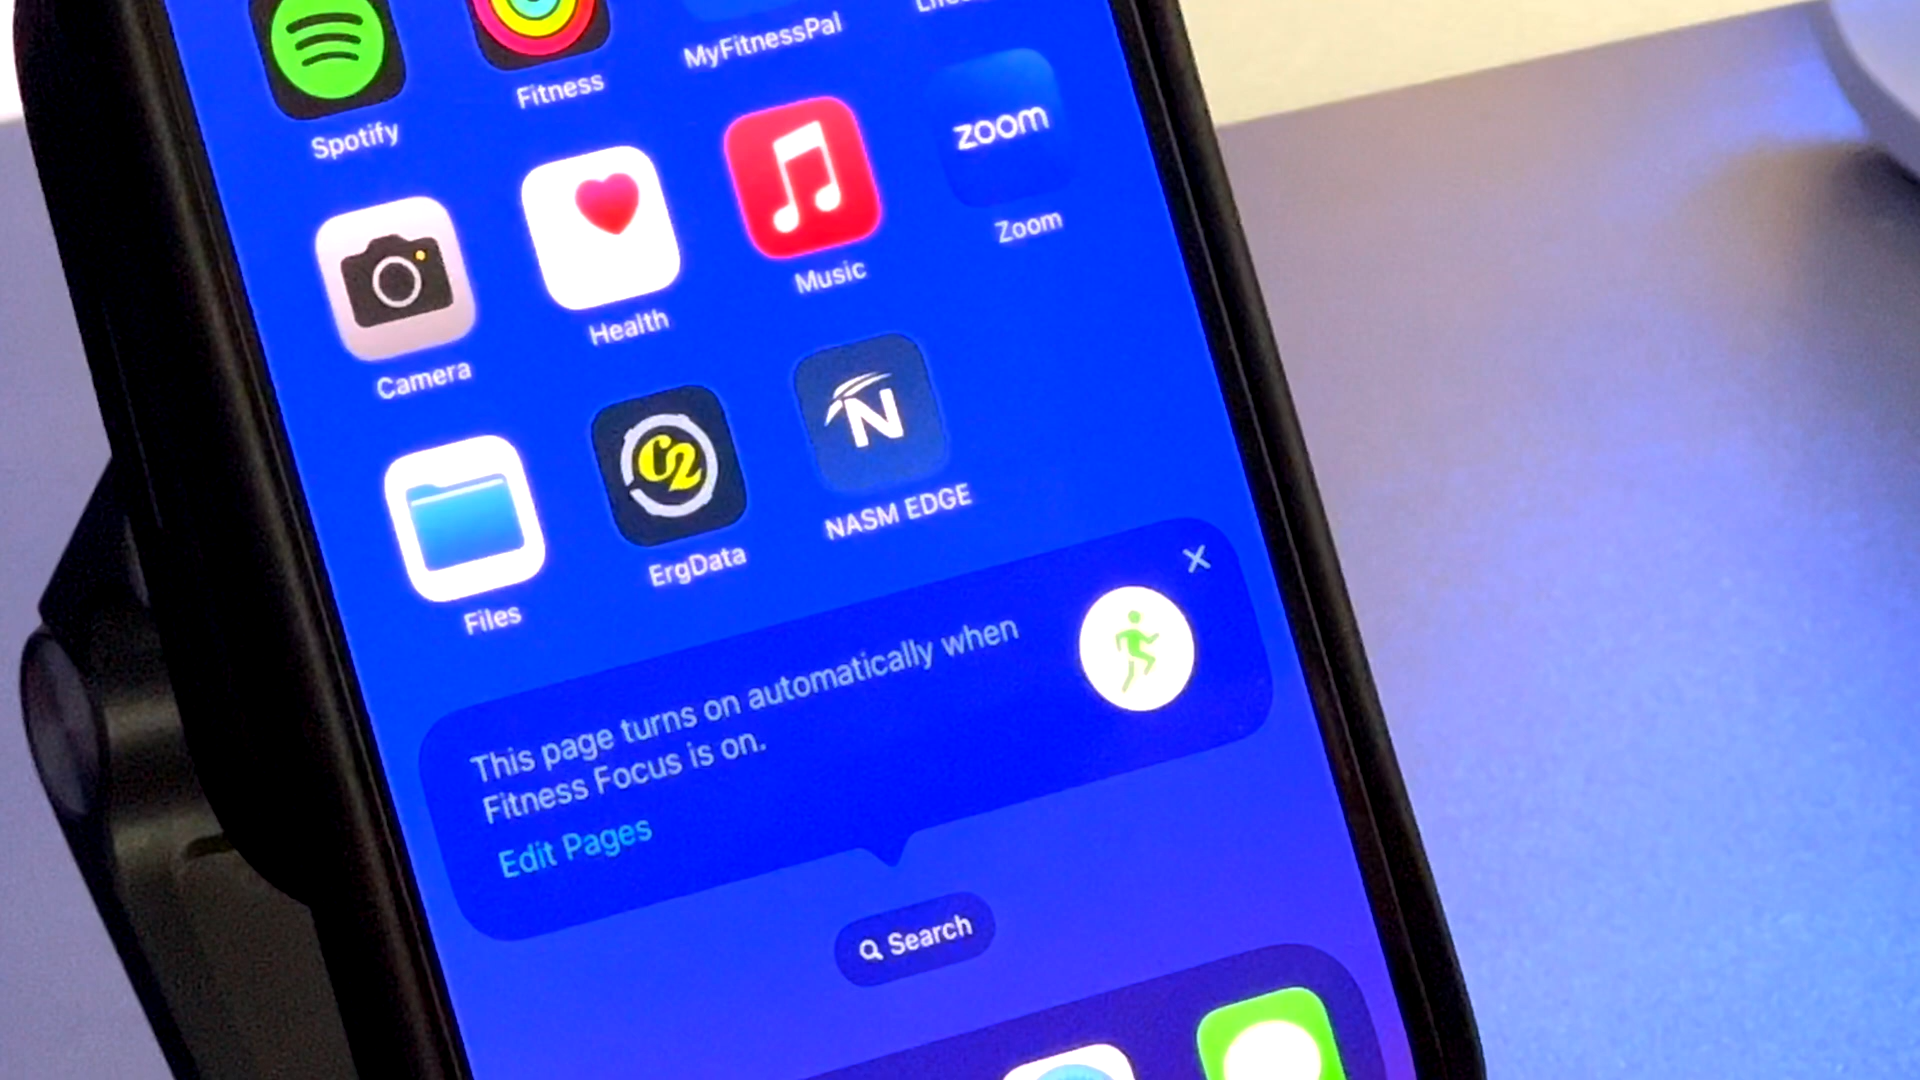 Spotify
Fitness
MyFitnessPal
zoom
Camera
Health
Music
Zoom
C2
N
Files
ErgData
NASM EDGE
This page turns on automatically when
Fitness Focus is on.
Edit Pages
Search